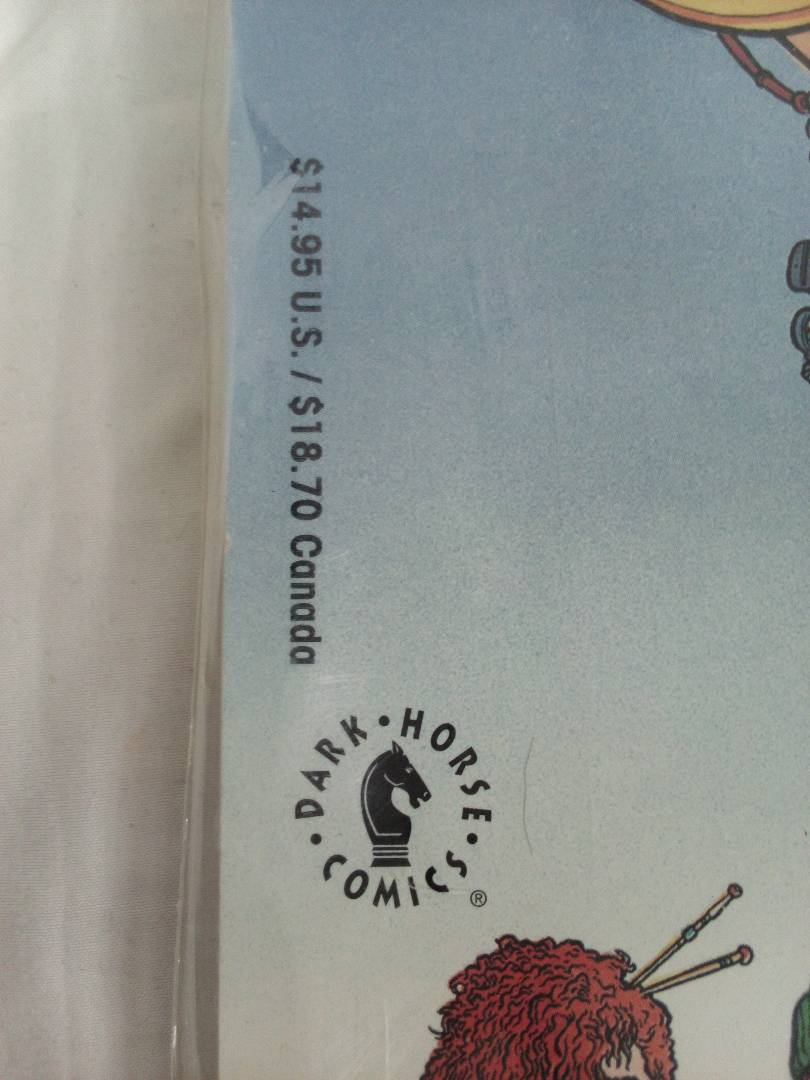 $14.95 U.S. / $18.70 Canada
DARK • HORSE • COMICS •
®